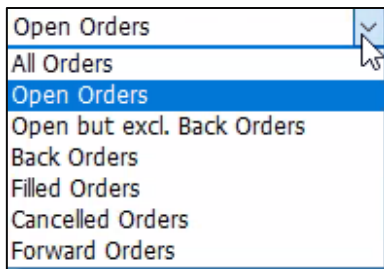 Open Orders
All Orders
Open Orders
Open but excl. Back Orders
Back Orders
Filled Orders
Cancelled Orders
Forward Orders